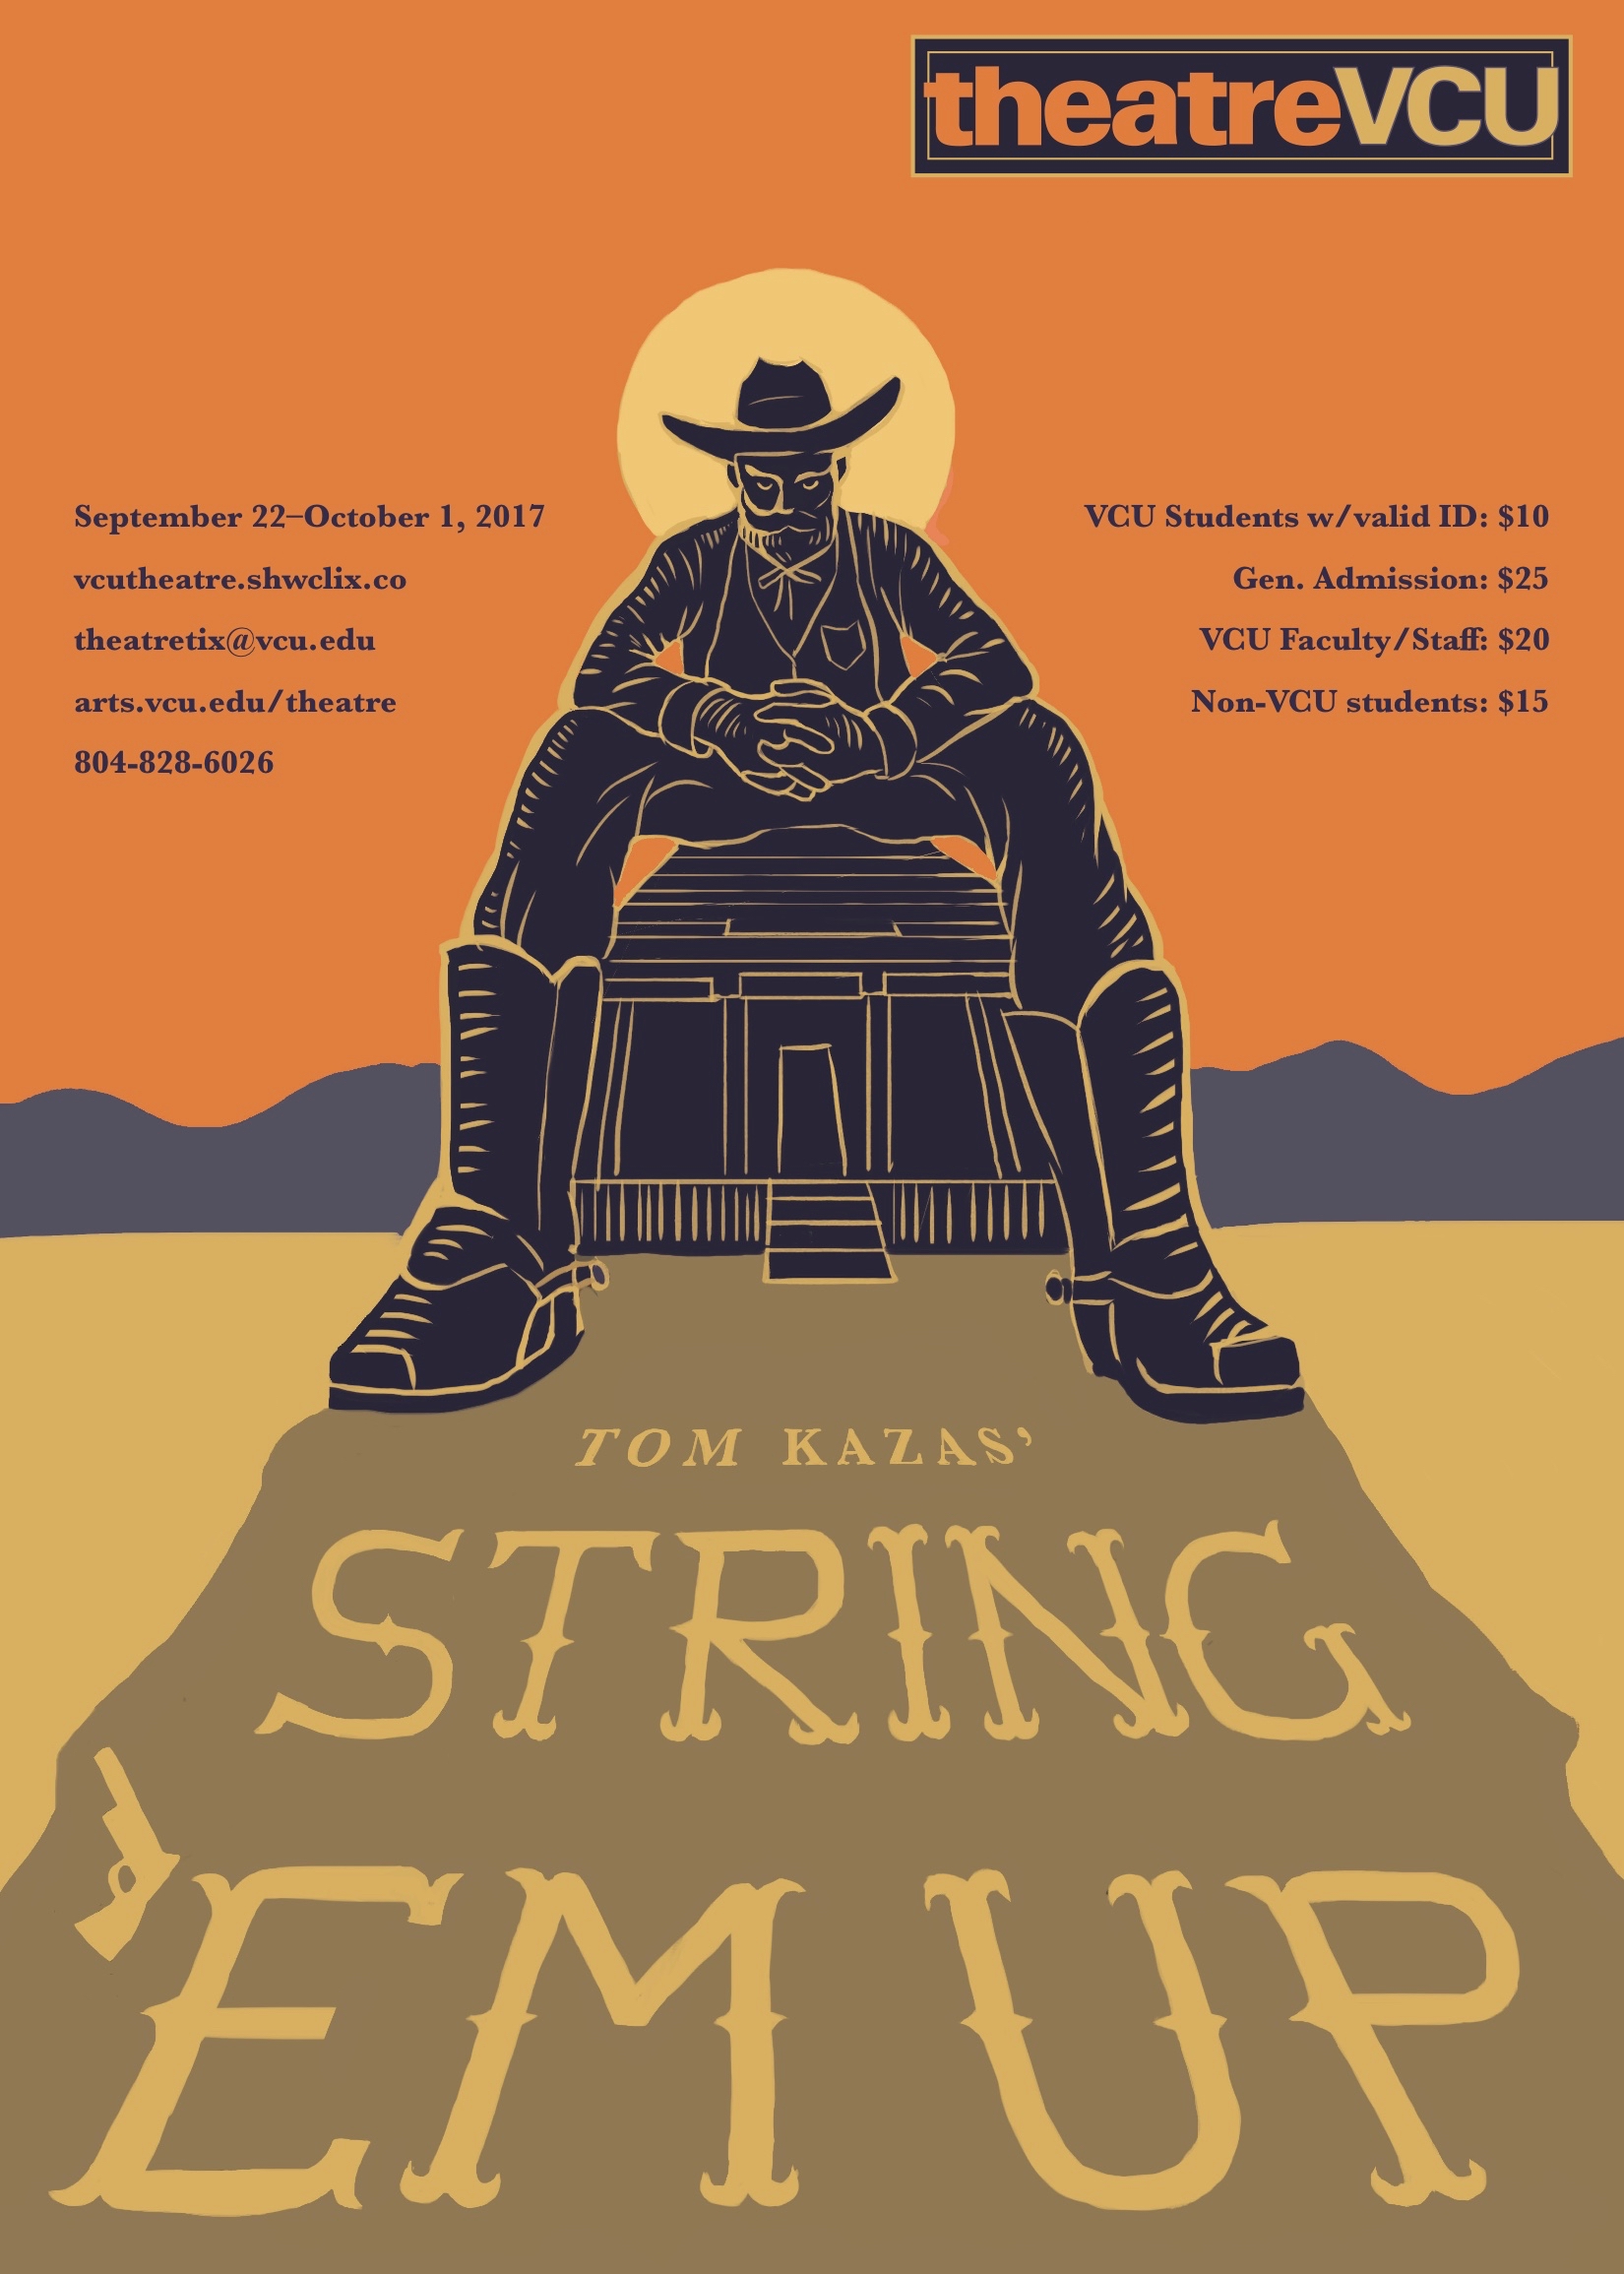 theatreVCU
September 22–October 1, 2017
vcutheatre.shwclix.co
theatretix@vcu.edu
arts.vcu.edu/theatre
804-828-6026
VCU Students w/valid ID: $10
Gen. Admission: $25
VCU Faculty/Staff: $20
Non-VCU students: $15
TOM KAZAS’
STRING
'EM UP